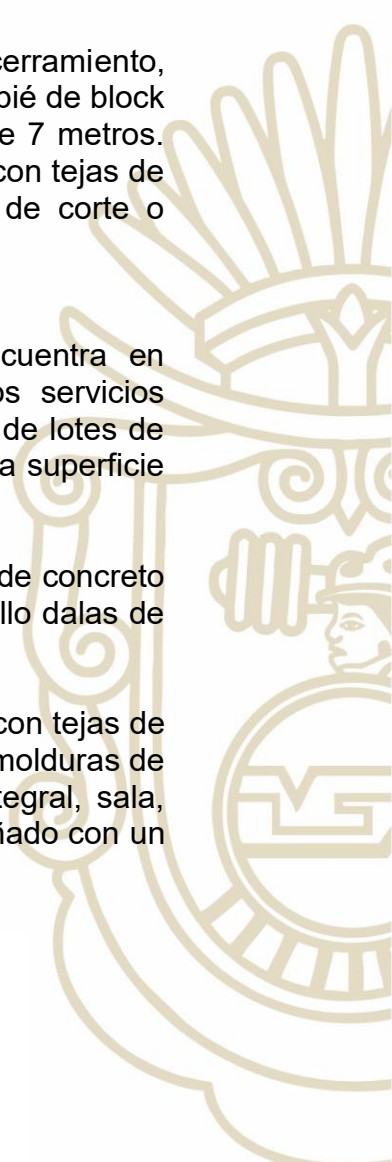 cerramiento,
pié de block
e 7 metros.
con tejas de
de corte o
cuentra en
os servicios
de lotes de
a superficie
de concreto
llo dalas de
con tejas de
molduras de
tegral, sala,
ñado con un